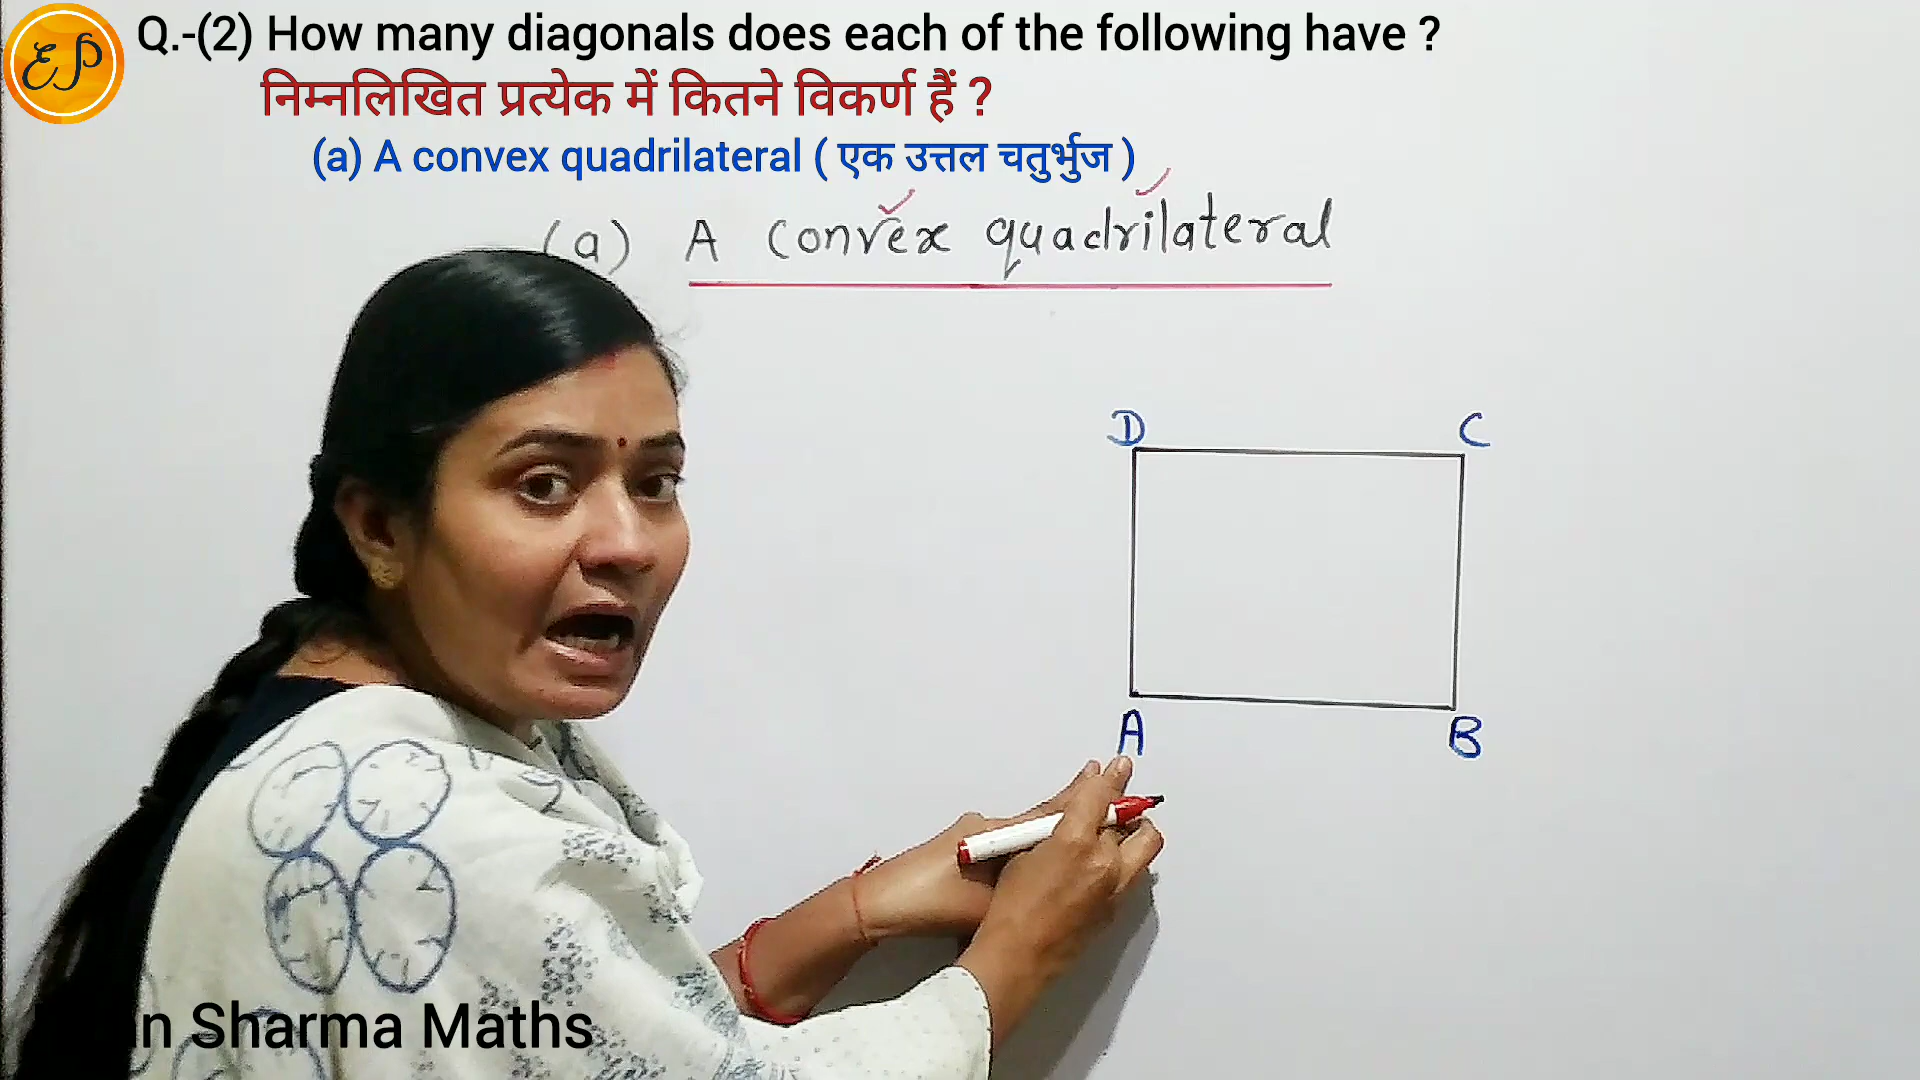 EP
Q.-(2) How many diagonals does each of the following have ?
निम्नलिखित प्रत्येक में कितने विकर्ण हैं ?
(a) A convex quadrilateral ( एक उत्तल चतुर्भुज )
(a) A convex quadrilateral
D C
A B
n Sharma Maths